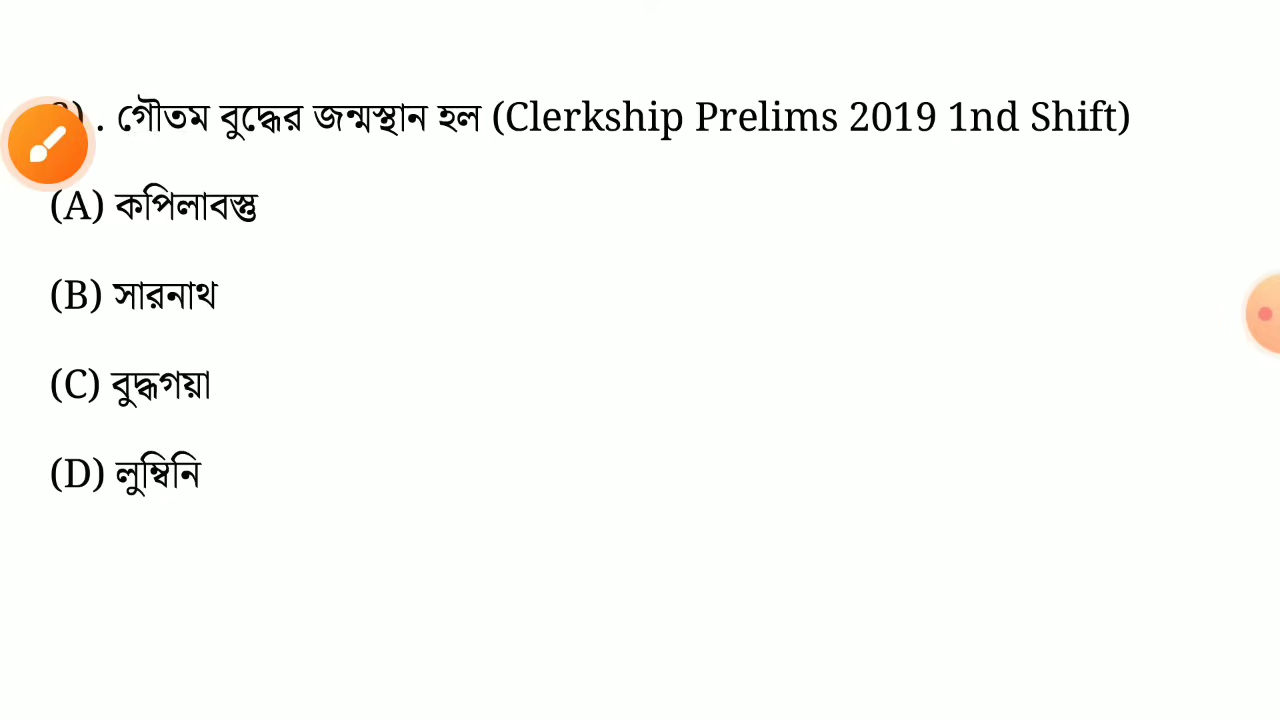 . গৌতম বুদ্ধের জন্মস্থান হল (Clerkship Prelims 2019 1nd Shift)
(A) কপিলাবস্তু
(B) সারনাথ
(C) বুদ্ধগয়া
(D) লুম্বিনি